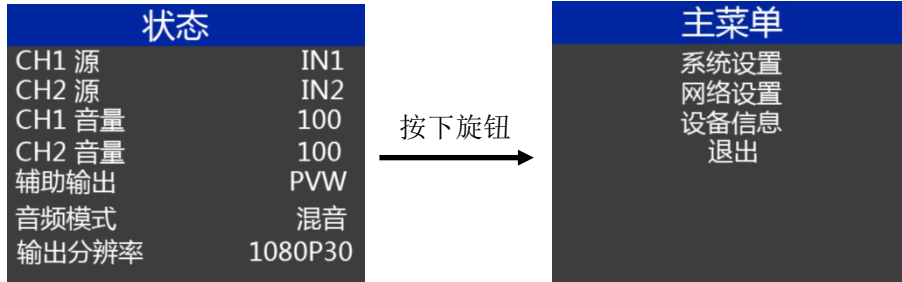 状态
CH1 源 IN1
CH2 源 IN2
CH1 音量 100
CH2 音量 100
辅助输出 PVW
音频模式 混音
输出分辨率 1080P30
按下旋钮
主菜单
系统设置
网络设置
设备信息
退出